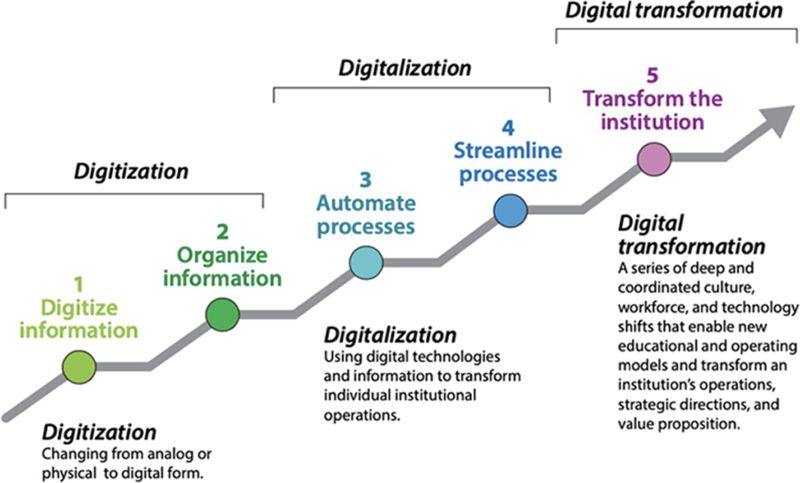 Digital transformation
Digitalization
Digitization
1
Digitize
information
2
Organize
information
3
Automate
processes
4
Streamline
processes
5
Transform the
institution
Digitization
Changing from analog or
physical to digital form.
Digitalization
Using digital technologies
and information to transform
individual institutional
operations.
Digital
transformation
A series of deep and
coordinated culture,
workforce, and technology
shifts that enable new
educational and operating
models and transform an
institution's operations,
strategic directions, and
value proposition.